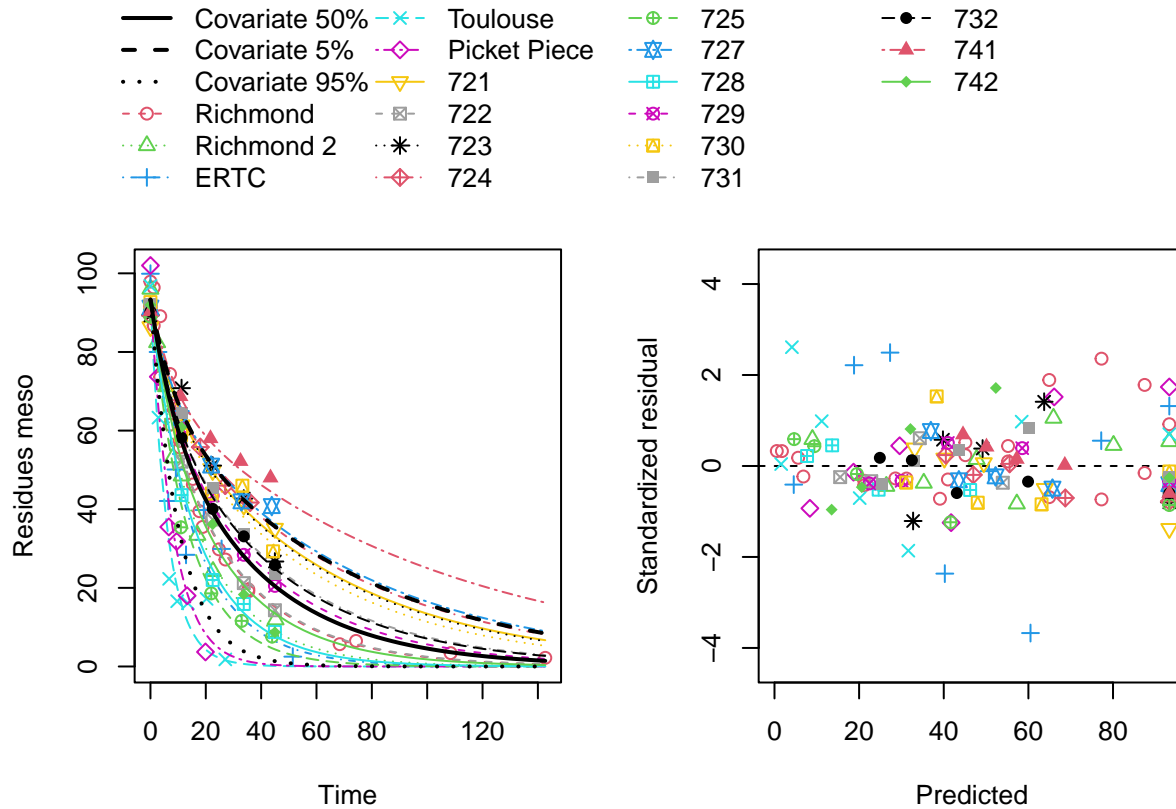 Covariate 50%
Covariate 5%
Covariate 95%
Richmond
Richmond 2
ERTC
Toulouse
Picket Piece
721
722
723
724
725
727
728
729
730
731
732
741
742
Residues meso
0 20 40 60 80 100
0 20 40 60 80 120
Time
Standardized residual
−4 −2 0 2 4
0 20 40 60 80
Predicted